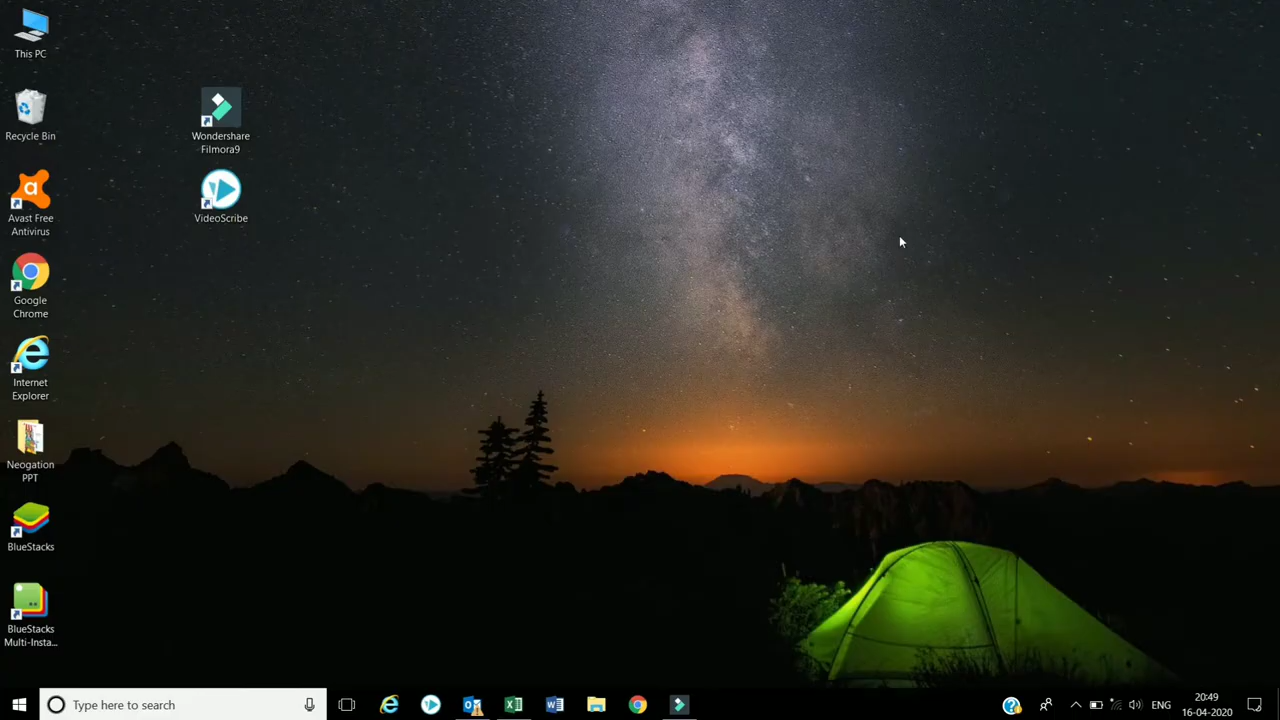 This PC
Recycle Bin
Avast Free
Antivirus
Google
Chrome
Internet
Explorer
Neogation
PPT
BlueStacks
BlueStacks
Multi-Insta...
Wondershare
Filmora9
VideoScribe
Type here to search
ENG
20:49
16-04-2020